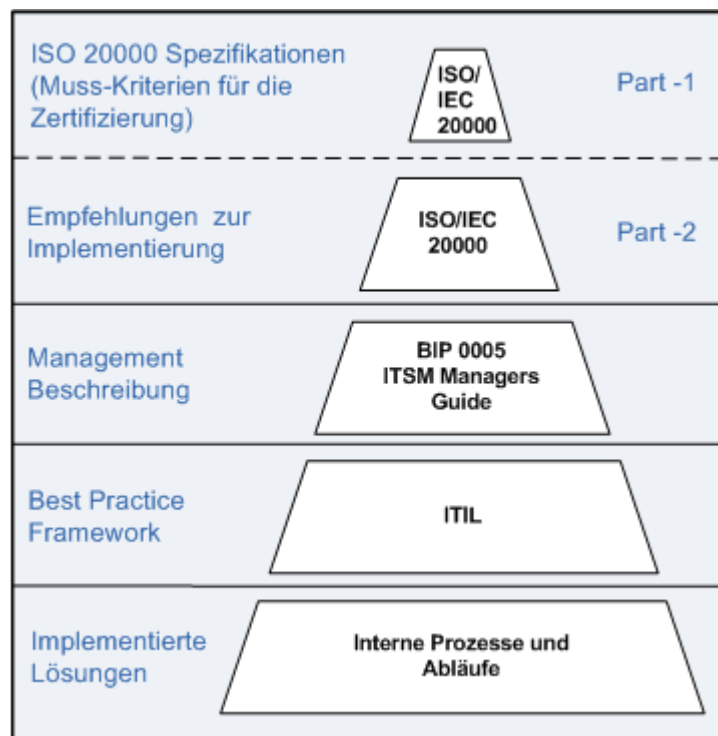 ISO 20000 Spezifikationen
(Muss-Kriterien für die
Zertifizierung)
ISO/
IEC
20000
Part -1
Empfehlungen zur
Implementierung
ISO/IEC
20000
Part -2
Management
Beschreibung
BIP 0005
ITSM Managers
Guide
Best Practice
Framework
ITIL
Implementierte
Lösungen
Interne Prozesse und
Abläufe